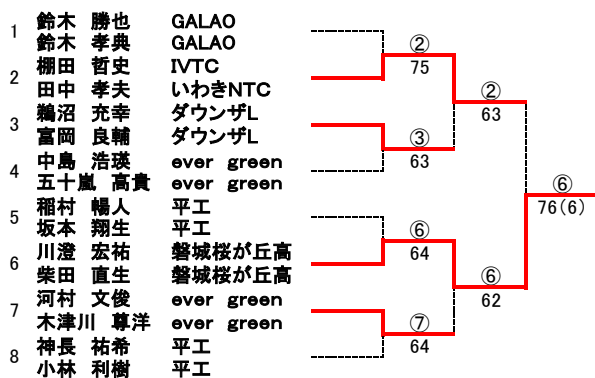 1 鈴木 勝也 GALAO
鈴木 孝典 GALAO
2 棚田 哲史 IVTC
田中 孝夫 いわきNTC
3 鵜沼 充幸 ダウンザL
富岡 良輔 ダウンザL
4 中島 浩瑛 ever green
五十嵐 高貴 ever green
5 稲村 暢人 平工
坂本 翔生 平工
6 川澄 宏祐 磐城桜が丘高
柴田 直生 磐城桜が丘高
7 河村 文俊 ever green
木津川 尊洋 ever green
8 神長 祐希 平工
小林 利樹 平工
②
75
③
63
⑥
64
⑦
64
②
63
⑥
62
⑥
76(6)